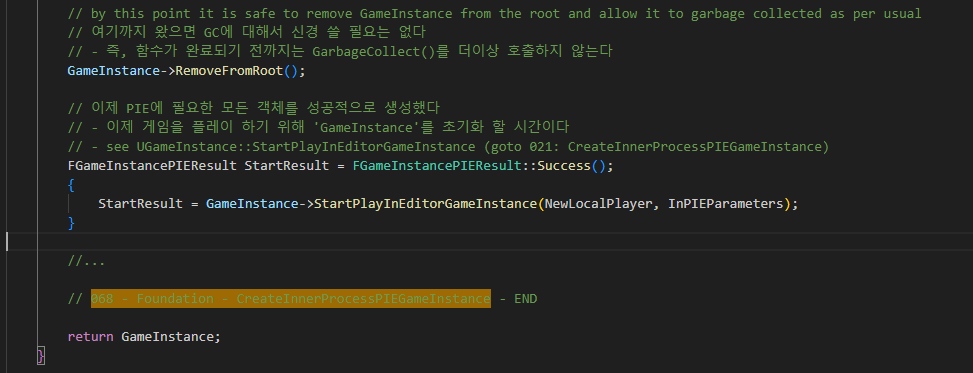 // by this point it is safe to remove GameInstance from the root and allow it to garbage collected as per usual
// 여기까지 왔으면 GC에 대해서 신경 쓸 필요는 없다
// - 즉, 함수가 완료되기 전까지는 GarbageCollect()를 더이상 호출하지 않는다
GameInstance->RemoveFromRoot();
// 이제 PIE에 필요한 모든 객체를 성공적으로 생성했다
// - 이제 게임을 플레이 하기 위해 'GameInstance'를 초기화 할 시간이다
// - see UGameInstance::StartPlayInEditorGameInstance (goto 021: CreateInnerProcessPIEGameInstance)
FGameInstancePIEResult StartResult = FGameInstancePIEResult::Success();
{
StartResult = GameInstance->StartPlayInEditorGameInstance(NewLocalPlayer, InPIEParameters);
}
//...
// 068 - Foundation - CreateInnerProcessPIEGameInstance - END
return GameInstance;
}